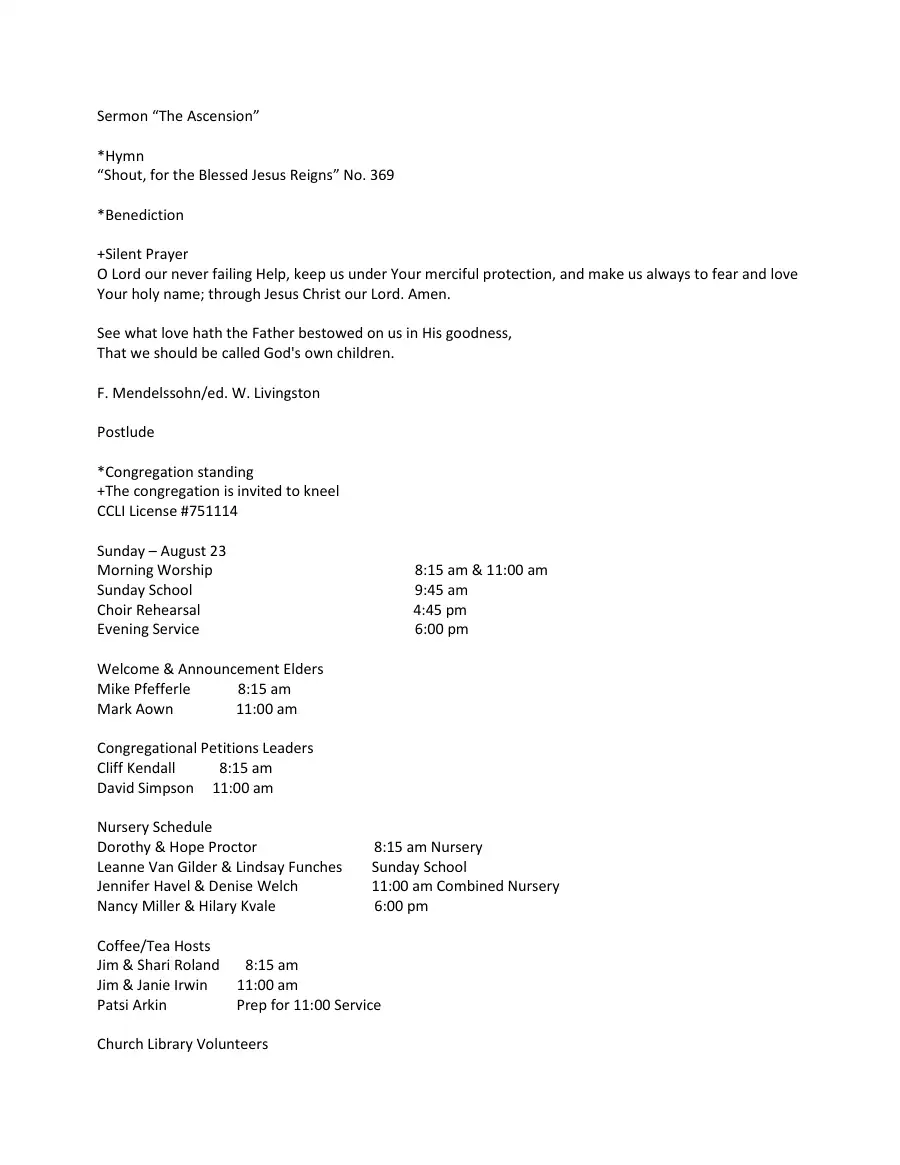 Sermon “The Ascension”
*Hymn
“Shout, for the Blessed Jesus Reigns” No. 369
*Benediction
+Silent Prayer
O Lord our never failing Help, keep us under Your merciful protection, and make us always to fear and love
Your holy name; through Jesus Christ our Lord. Amen.
See what love hath the Father bestowed on us in His goodness,
That we should be called God's own children.
F. Mendelssohn/ed. W. Livingston
Postlude
*Congregation standing
+The congregation is invited to kneel
CCLI License #751114
Sunday – August 23
Morning Worship 8:15 am & 11:00 am
Sunday School 9:45 am
Choir Rehearsal 4:45 pm
Evening Service 6:00 pm
Welcome & Announcement Elders
Mike Pfefferle 8:15 am
Mark Aown 11:00 am
Congregational Petitions Leaders
Cliff Kendall 8:15 am
David Simpson 11:00 am
Nursery Schedule
Dorothy & Hope Proctor 8:15 am Nursery
Leanne Van Gilder & Lindsay Funches Sunday School
Jennifer Havel & Denise Welch 11:00 am Combined Nursery
Nancy Miller & Hilary Kvale 6:00 pm
Coffee/Tea Hosts
Jim & Shari Roland 8:15 am
Jim & Janie Irwin 11:00 am
Patsi Arkin Prep for 11:00 Service
Church Library Volunteers